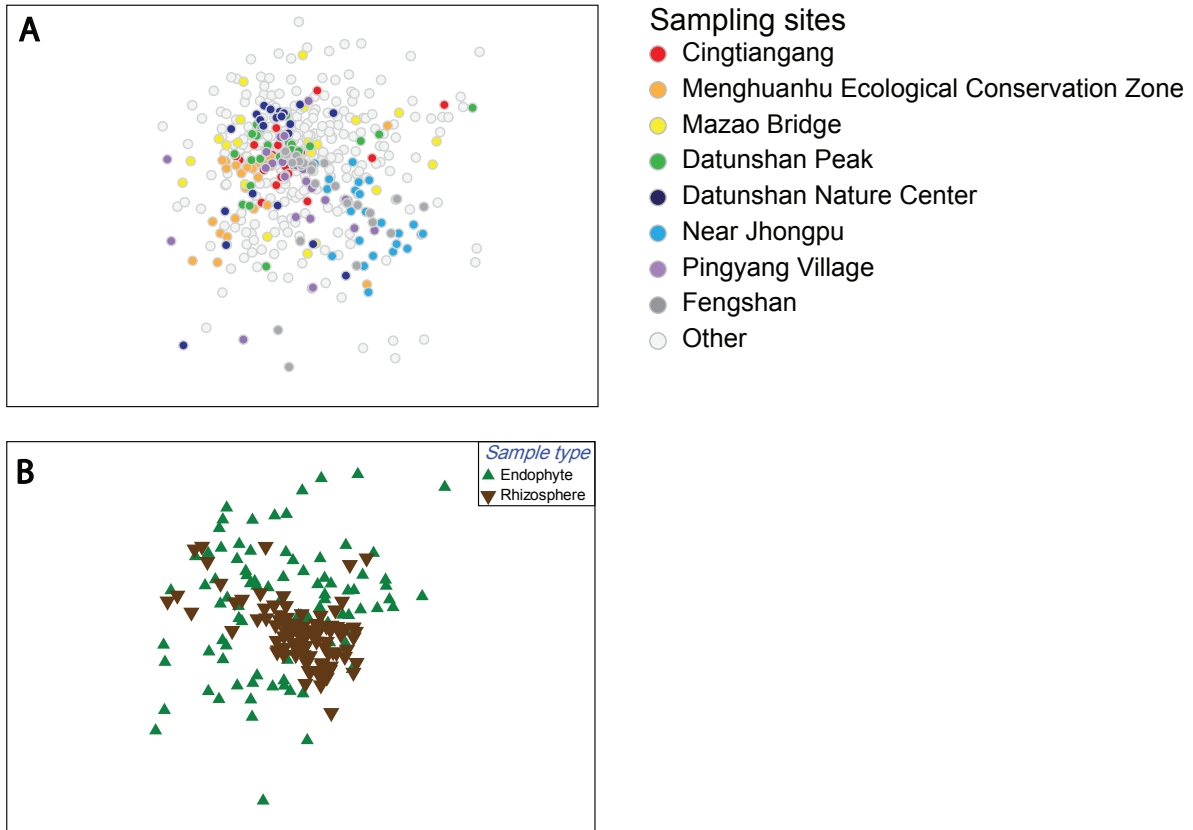 A
Sampling sites
Cingtiangang
Menghuanhu Ecological Conservation Zone
Mazao Bridge
Datunshan Peak
Datunshan Nature Center
Near Jhongpu
Pingyang Village
Fengshan
Other
B
Sample type
Endophyte
Rhizosphere